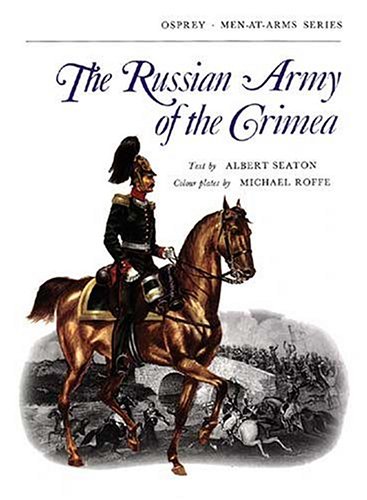 OSPREY · MEN-AT-ARMS SERIES
The Russian Army
of the Crimea
Text by ALBERT SEATON
Colour plates by MICHAEL ROFFE